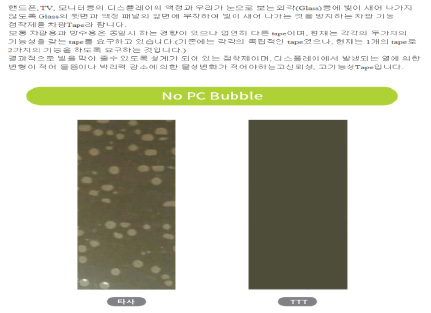 핸드폰, TV, 모니터등의 디스플레이의 액정과 우리가 눈으로 보는 외곽(Glass)등에 빛이 새어 나가지
않도록 Glass의 뒷면과 액정 패널의 앞면에 부착하여 빛이 새어 나가는 것을 방지하는 차광 기능
점착제를 차광Tape라 합니다.
보통 차광용과 방수용은 동일시 하는 경향이 있으나 엄연히 다른 tape이며, 현재는 각각의 두가지의
기능성을 갖는 tape를 요구하고 있습니다.(기존에는 각각의 독립적인 tape였으나, 현재는 1개의 tape로
2가지의 기능을 하도록 요구하는 것입니다.)
결과적으로 빛을 막아 줄수 있도록 설계가 되어 있는 점착제이며, 디스플레이에서 발생되는 열에 의한
변형이 적어 들뜸이나 박리력 감소에 의한 물성변화가 적어야하는고신뢰성, 고기능성Tape입니다.
No PC Bubble
타사
TTT